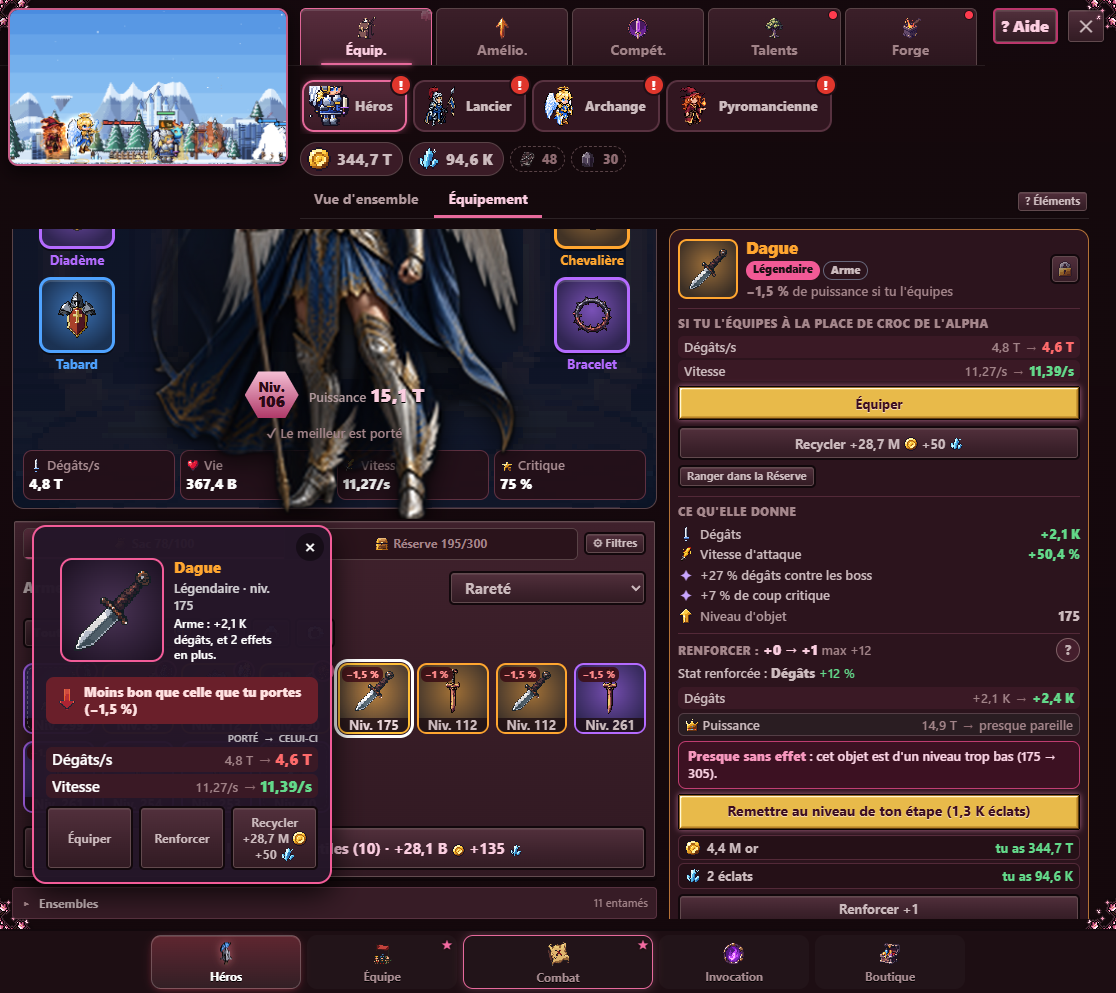 Équip.
Amélio.
Compét.
Talents
Forge
? Aide
✕
Héros
!
Lancier
!
Archange
!
Pyromancienne
!
344,7 T
94,6 K
48
30
Vue d'ensemble
Équipement
? Éléments
Diadème
Chevalière
Tabard
Bracelet
Niv.
106
Puissance 15,1 T
✓ Le meilleur est porté
Dégâts/s
4,8 T
Vie
367,4 B
Vitess
11,27/s
Critique
75 %
Réserve 195/300
Filtres
Rareté
−1,5 %
Niv. 175
−1 %
Niv. 112
−1,5 %
Niv. 112
−1,5 %
Niv. 261
es (10) · +28,1 B +135
Ensembles
11 entamés
Dague
Légendaire · niv.
175
Arme : +2,1 K
dégâts, et 2 effets
en plus.
Moins bon que celle que tu portes
(−1,5 %)
PORTÉ → CELUI-CI
Dégâts/s 4,8 T → 4,6 T
Vitesse 11,27/s → 11,39/s
Équiper
Renforcer
Recycler
+28,7 M
+50
Dague
Légendaire Arme
−1,5 % de puissance si tu l'équipes
SI TU L'ÉQUIPES À LA PLACE DE CROC DE L'ALPHA
Dégâts/s 4,8 T → 4,6 T
Vitesse 11,27/s → 11,39/s
Équiper
Recycler +28,7 M +50
Ranger dans la Réserve
CE QU'ELLE DONNE
Dégâts +2,1 K
Vitesse d'attaque +50,4 %
+27 % dégâts contre les boss
+7 % de coup critique
Niveau d'objet 175
RENFORCER : +0 → +1 max +12
?
Stat renforcée : Dégâts +12 %
Dégâts +2,1 K → +2,4 K
Puissance 14,9 T → presque pareille
Presque sans effet : cet objet est d'un niveau trop bas (175 →
305).
Remettre au niveau de ton étape (1,3 K éclats)
4,4 M or tu as 344,7 T
2 éclats tu as 94,6 K
Renforcer +1
Héros
Équipe
Combat
Invocation
Boutique